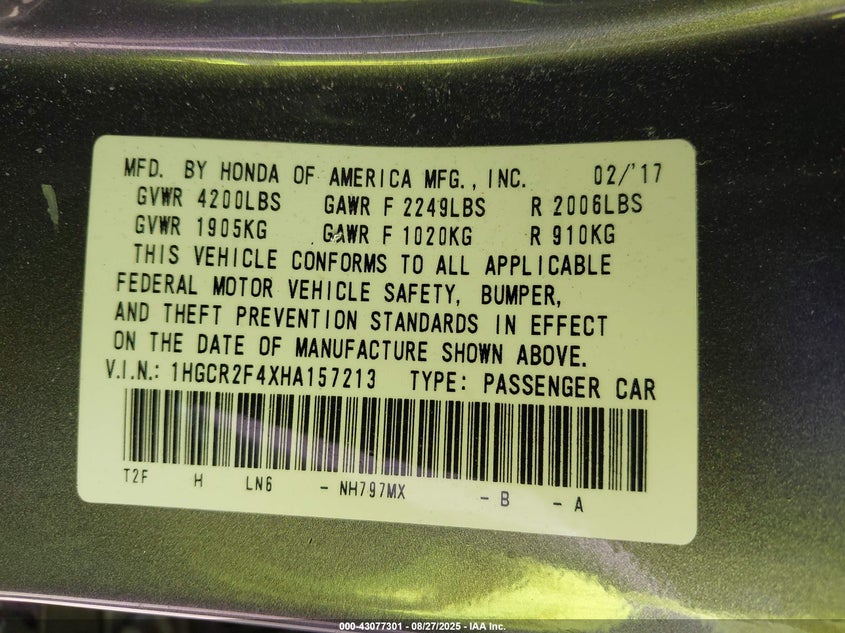 MFD. BY HONDA OF AMERICA MFG., INC. 02/'17
GVWR 4200LBS GAWR F 2249LBS R 2006LBS
GVWR 1905KG GAWR F 1020KG R 910KG
THIS VEHICLE CONFORMS TO ALL APPLICABLE
FEDERAL MOTOR VEHICLE SAFETY, BUMPER,
AND THEFT PREVENTION STANDARDS IN EFFECT
ON THE DATE OF MANUFACTURE SHOWN ABOVE.
V.I.N.: 1HGCR2F4XHA157213 TYPE: PASSENGER CAR
T2F H LN6 - NH797MX - B - A
000-43077301 - 08/27/2025 - IAA Inc.